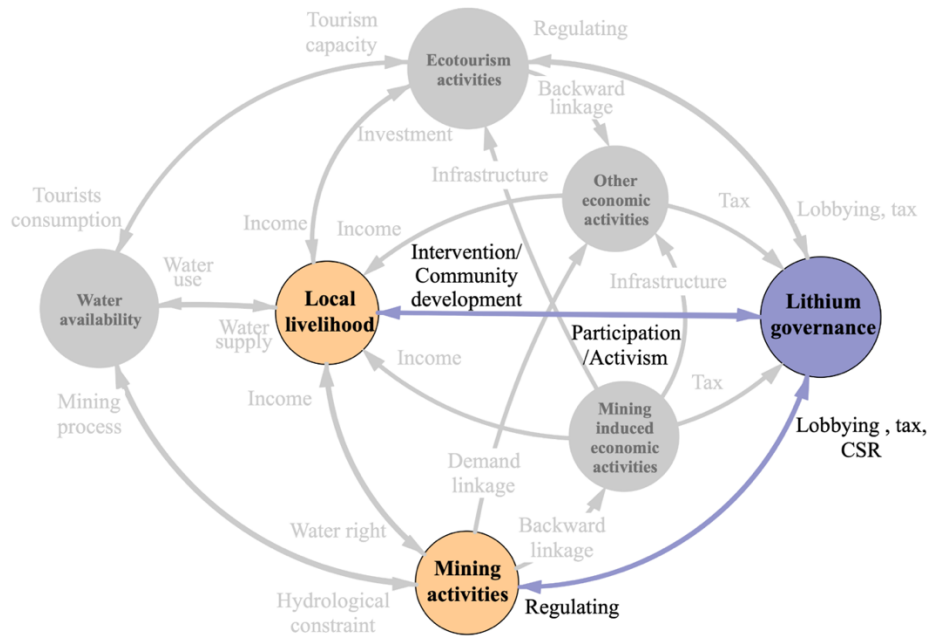 Tourism
capacity
Regulating
Ecotourism
activities
Backward
linkage
Investment
Infrastructure
Other
economic
activities
Tourists
consumption
Tax
Lobbying, tax
Income
Income
Intervention/
Community
development
Water
use
Infrastructure
Water
availability
Local
livelihood
Lithium
governance
Water
supply
Participation
/Activism
Income
Tax
Income
Mining
process
Mining
induced
economic
activities
Lobbying , tax,
CSR
Demand
linkage
Water right
Backward
linkage
Mining
activities
Hydrological
constraint
Regulating